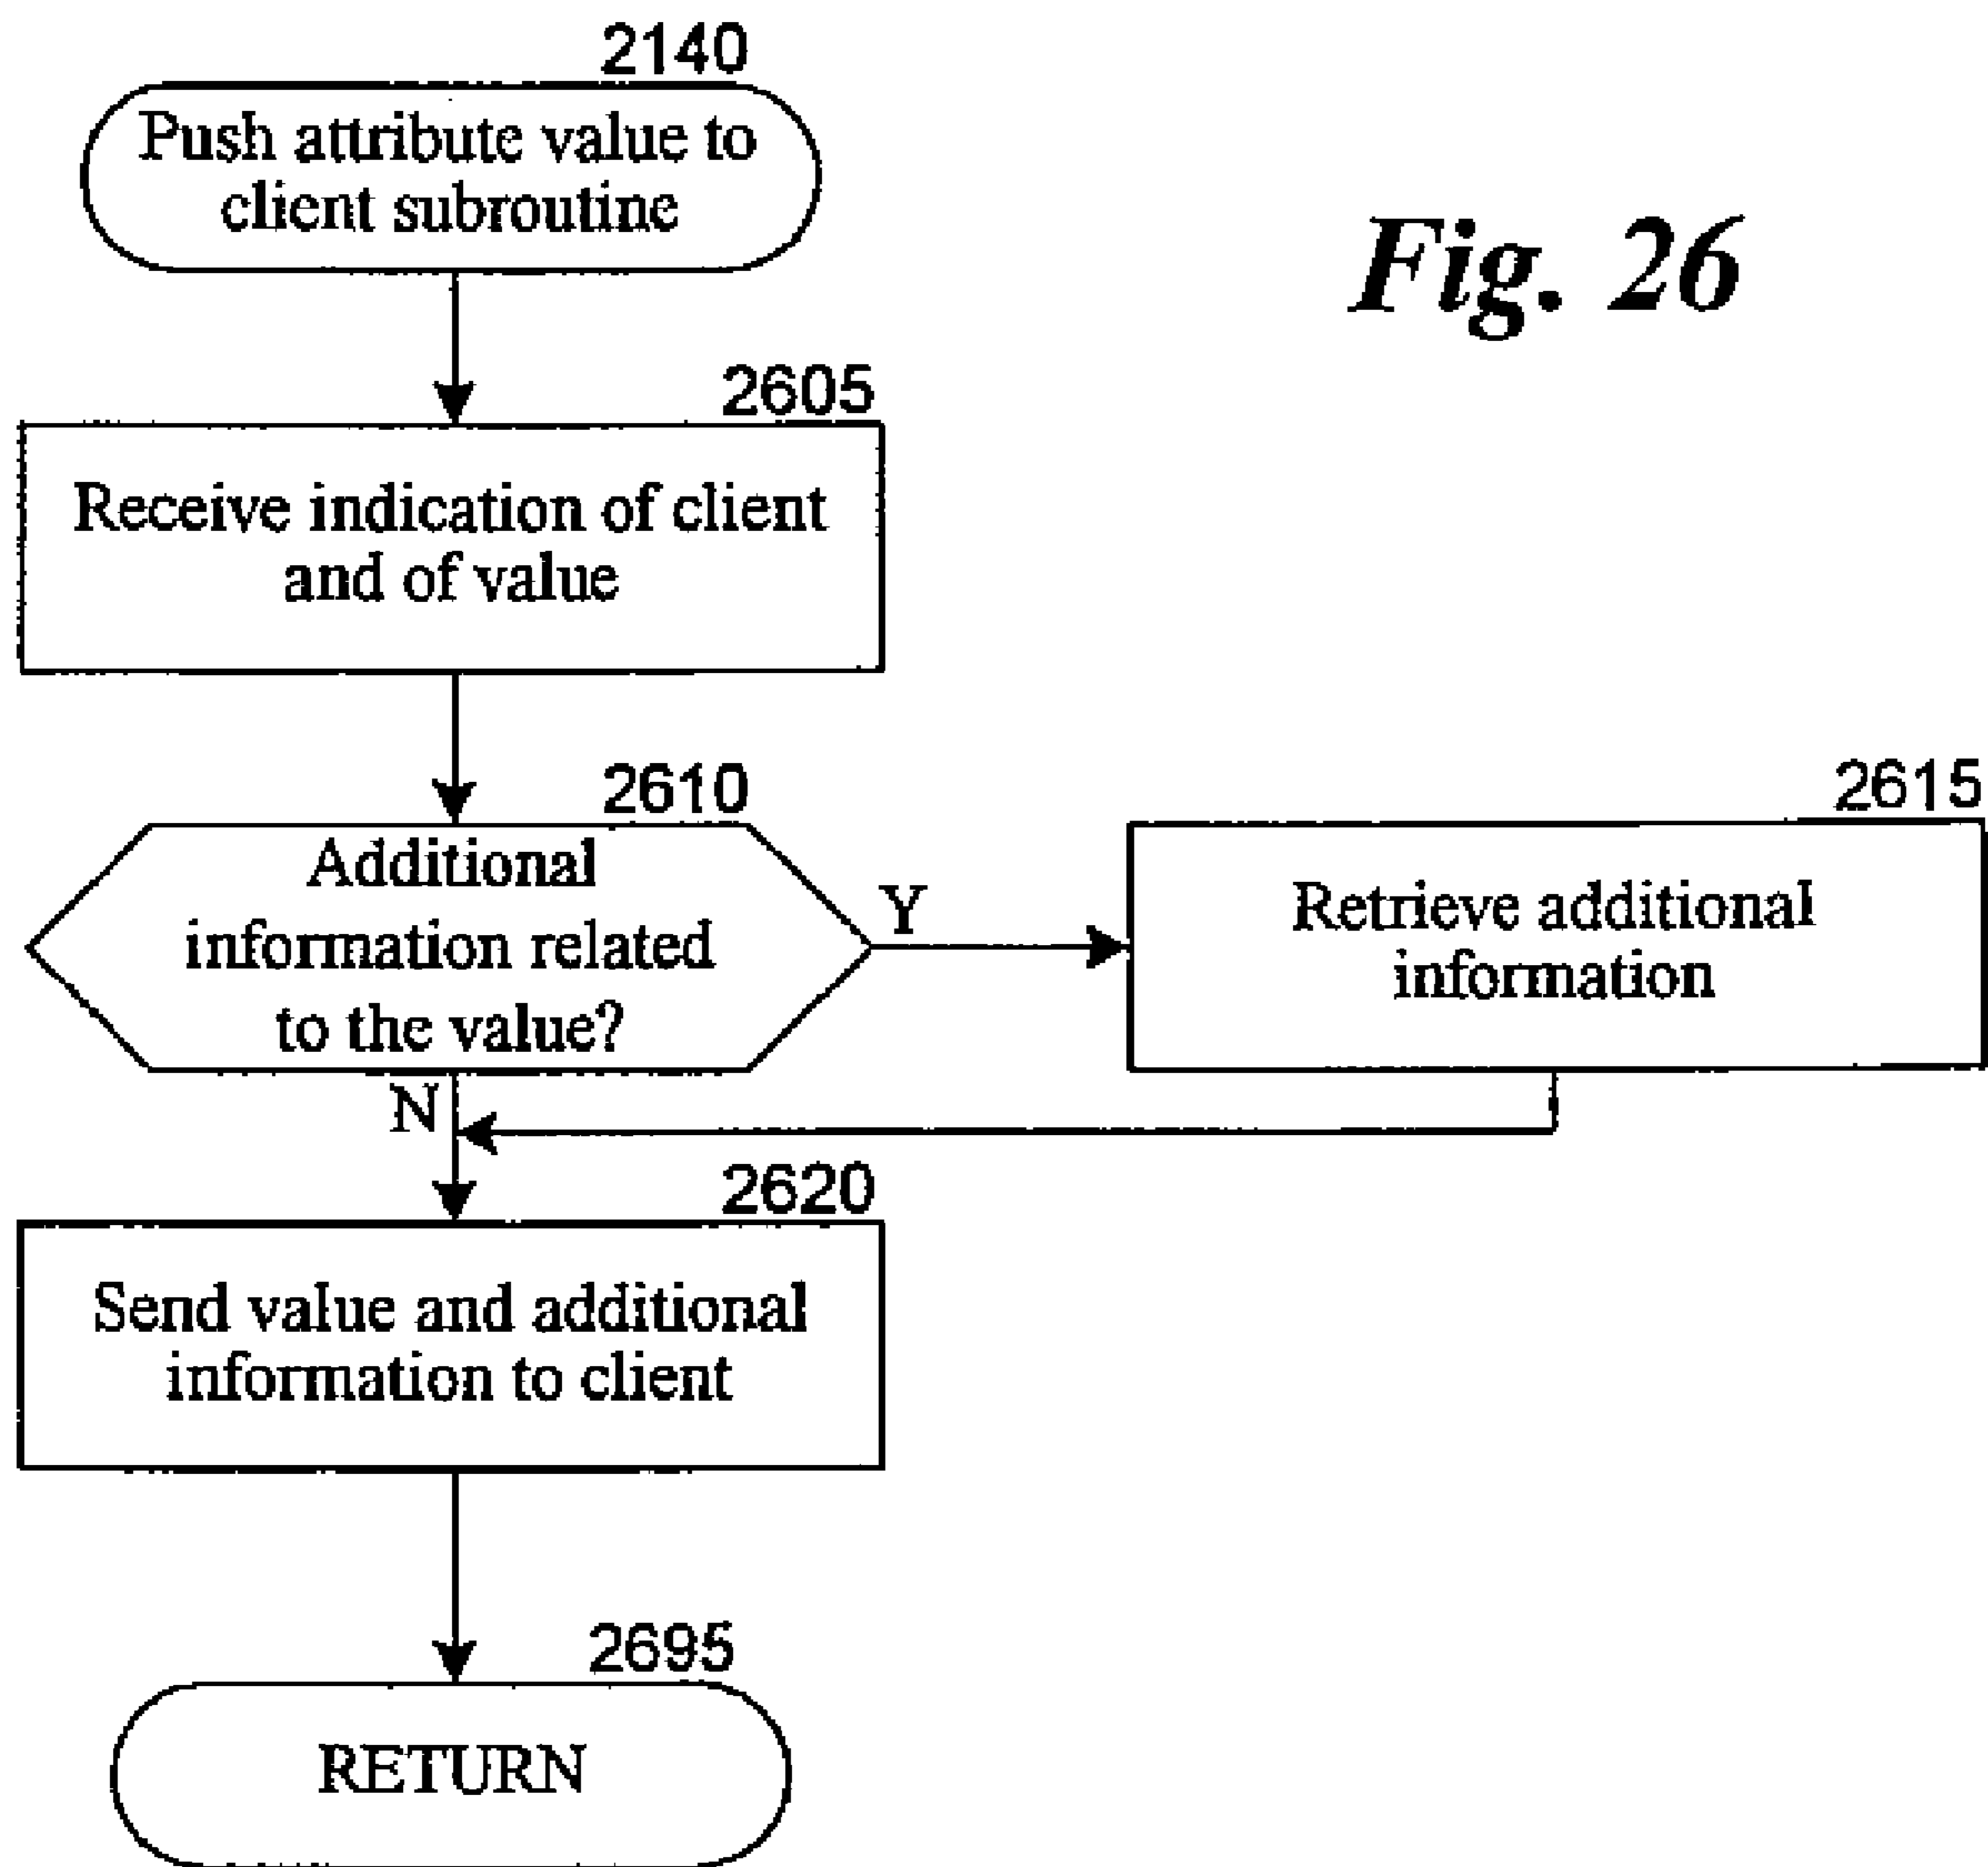 2140
Push attribute value to
client subroutine
Fig. 26
2605
Receive indication of client
and of value
2610
Additional
information related
to the value?
Y
2615
Retrieve additional
information
N
2620
Send value and additional
information to client
2695
RETURN